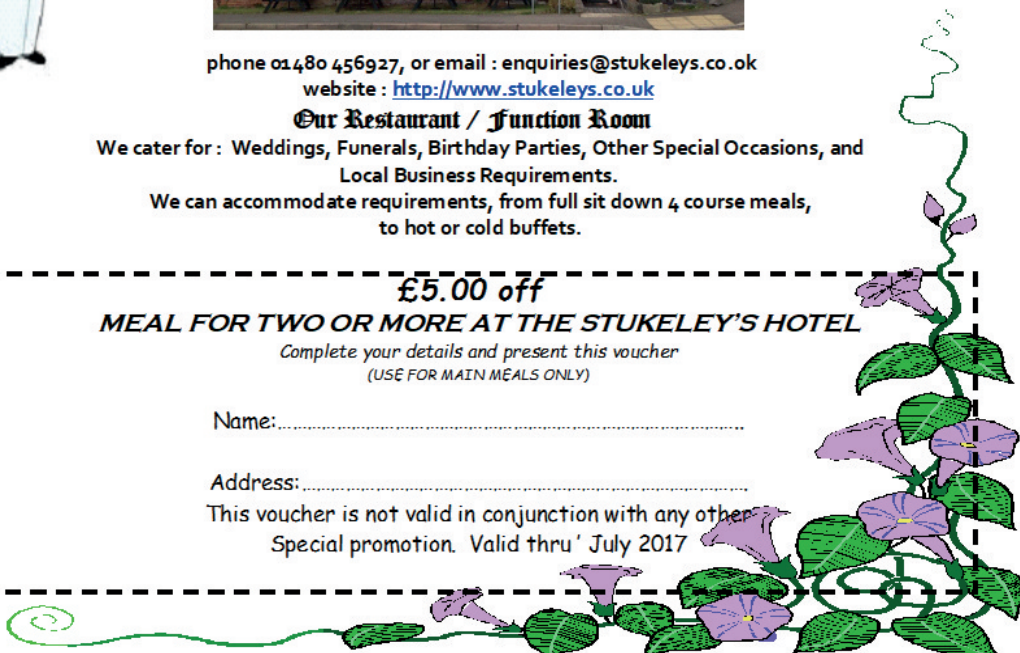 phone 01480 456927, or email : enquiries@stukeleys.co.ok
website : http://www.stukeleys.co.uk
Our Restaurant / Function Room
We cater for : Weddings, Funerals, Birthday Parties, Other Special Occasions, and
Local Business Requirements.
We can accommodate requirements, from full sit down 4 course meals,
to hot or cold buffets.
£5.00 off
MEAL FOR TWO OR MORE AT THE STUKELEY'S HOTEL
Complete your details and present this voucher
(USE FOR MAIN MEALS ONLY)
Name:
Address:
This voucher is not valid in conjunction with any other
Special promotion. Valid thru' July 2017